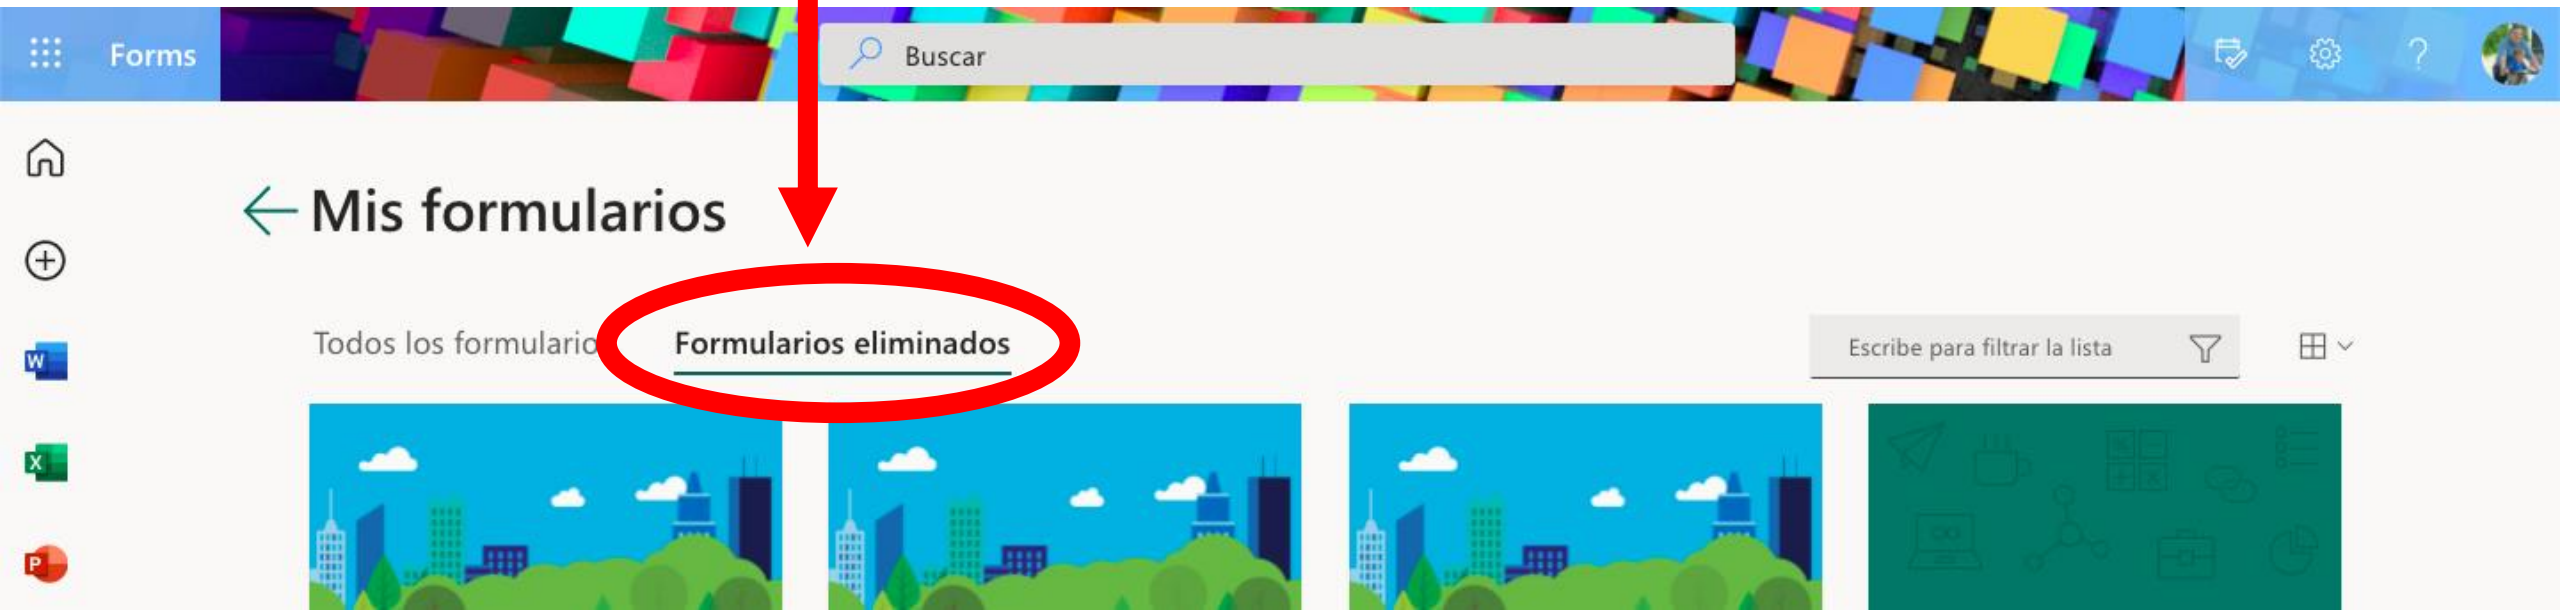 Forms
Buscar
Mis formularios
Todos los formulario
Formularios eliminados
Escribe para filtrar la lista
W
X
P